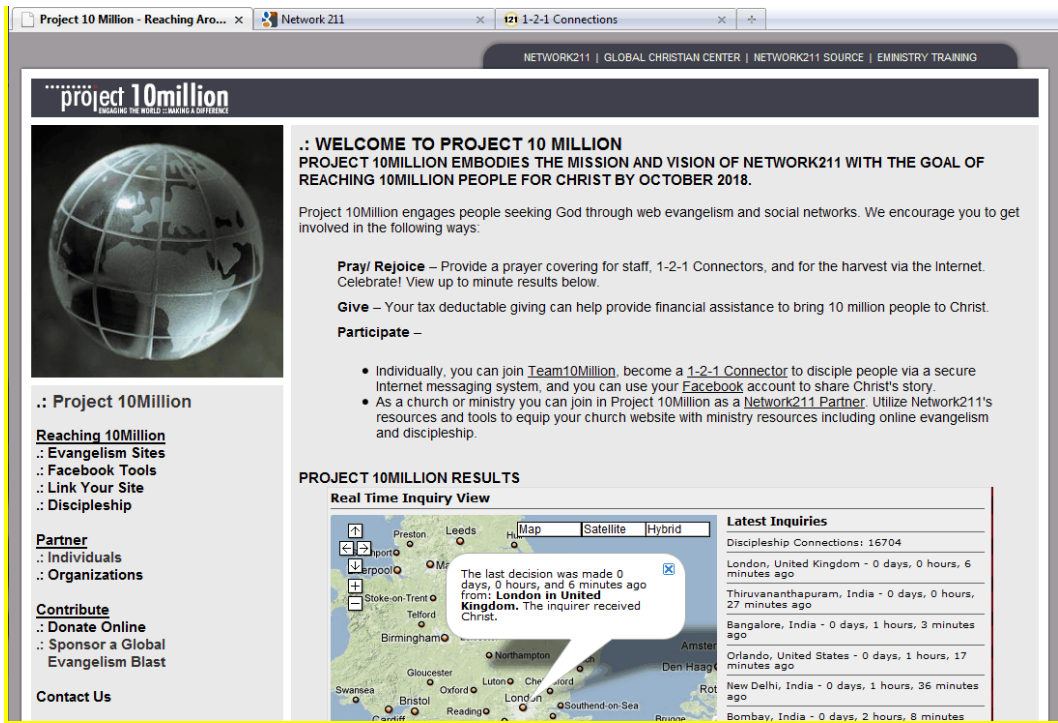 Project 10 Million - Reaching Aro...
Network 211
121 1-2-1 Connections
NETWORK211 | GLOBAL CHRISTIAN CENTER | NETWORK211 SOURCE | EMINISTRY TRAINING
project 10million
ENGAGING THE WORLD :: MAKING A DIFFERENCE
.: WELCOME TO PROJECT 10 MILLION
PROJECT 10MILLION EMBODIES THE MISSION AND VISION OF NETWORK211 WITH THE GOAL OF
REACHING 10MILLION PEOPLE FOR CHRIST BY OCTOBER 2018.
Project 10Million engages people seeking God through web evangelism and social networks. We encourage you to get
involved in the following ways:
Pray/ Rejoice – Provide a prayer covering for staff, 1-2-1 Connectors, and for the harvest via the Internet.
Celebrate! View up to minute results below.
Give – Your tax deductable giving can help provide financial assistance to bring 10 million people to Christ.
Participate –
• Individually, you can join Team10Million, become a 1-2-1 Connector to disciple people via a secure
Internet messaging system, and you can use your Facebook account to share Christ's story.
• As a church or ministry you can join in Project 10Million as a Network211 Partner. Utilize Network211's
resources and tools to equip your church website with ministry resources including online evangelism
and discipleship.
.: Project 10Million
Reaching 10Million
.: Evangelism Sites
.: Facebook Tools
.: Link Your Site
.: Discipleship
Partner
.: Individuals
.: Organizations
Contribute
.: Donate Online
.: Sponsor a Global
Evangelism Blast
Contact Us
PROJECT 10MILLION RESULTS
Real Time Inquiry View
Map Satellite Hybrid
Preston Leeds
Stoke-on-Trent
Telford
Birmingham
Northampton
Gloucester
Luton
Swansea
Oxford
Bristol
London
Reading
Southend-on-Sea
Cardiff
Amster
Den Haag
Rot
Brugge
The last decision was made 0
days, 0 hours, and 6 minutes ago
from: London in United
Kingdom. The inquirer received
Christ.
Latest Inquiries
Discipleship Connections: 16704
London, United Kingdom - 0 days, 0 hours, 6
minutes ago
Thiruvananthapuram, India - 0 days, 0 hours,
27 minutes ago
Bangalore, India - 0 days, 1 hours, 3 minutes
ago
Orlando, United States - 0 days, 1 hours, 17
minutes ago
New Delhi, India - 0 days, 1 hours, 36 minutes
ago
Bombay, India - 0 days, 2 hours, 8 minutes